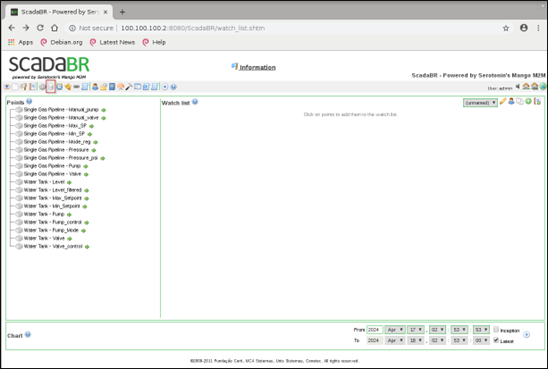 ScadaBR - Powered by Sere
Not secure | 100.100.100.2:8080/ScadaBR/watch_list.shtm
Apps Debian.org Latest News Help
SCADABR
powered by Serotonin's Mango M2M
Information
ScadaBR - Powered by Serotonin's Mango M2M
User: admin
Points
Watch list
(unnamed)
Click on points to add them to the watch list.
Single Gas Pipeline - Manual_pump
Single Gas Pipeline - Manual_valve
Single Gas Pipeline - Max_SP
Single Gas Pipeline - Min_SP
Single Gas Pipeline - Mode_reg
Single Gas Pipeline - Pressure
Single Gas Pipeline - Pressure_psi
Single Gas Pipeline - Pump
Single Gas Pipeline - Valve
Water Tank - Level
Water Tank - Level_filtered
Water Tank - Max_Setpoint
Water Tank - Min_Setpoint
Water Tank - Pump
Water Tank - Pump_control
Water Tank - Pump_Mode
Water Tank - Valve
Water Tank - Valve_control
Chart
From 2024 Apr 17 , 02 : 53 : 53 Inception
To 2024 Apr 18 , 02 : 53 : Latest
©2009-2011 Fundação Certi, MCA Sistemas, Unis Sistemas, Conetec. All rights reserved.